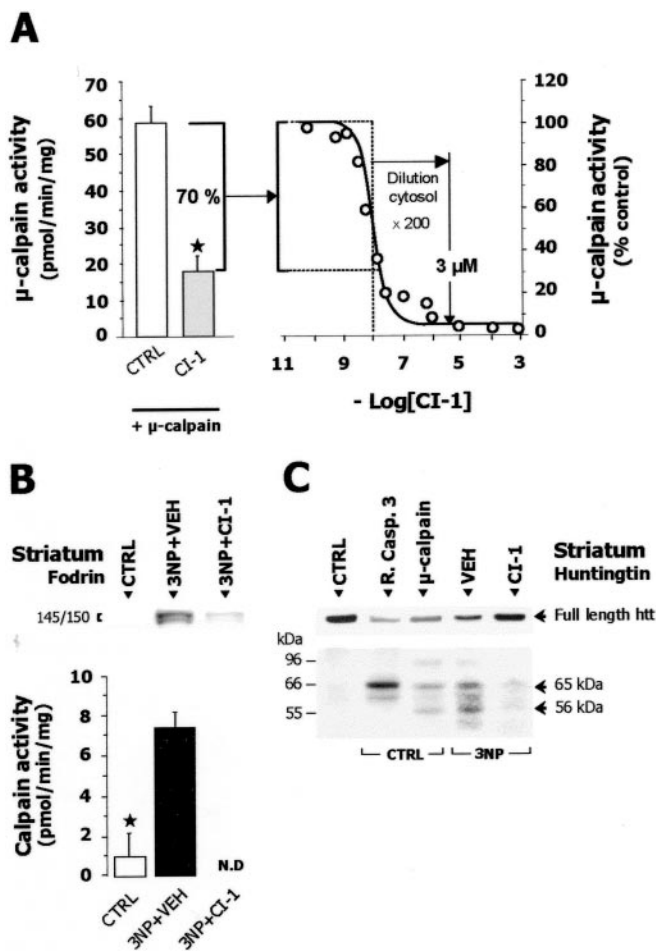 A
μ-calpain activity
(pmol/min/mg)
70
60
50
40
30
20
10
0
70 %
★
CTRL
CI-1
+ μ-calpain
Dilution
cytosol
x 200
3 μM
120
100
80
60
40
20
0
μ-calpain activity
(% control)
11 9 7 5 3
- Log[CI-1]
B
Striatum
Fodrin
CTRL
3NP+VEH
3NP+CI-1
145/150
Calpain activity
(pmol/min/mg)
10
8
6
4
2
0
★
N.D
CTRL
3NP+VEH
3NP+CI-1
C
CTRL
R. Casp. 3
μ-calpain
VEH
CI-1
Striatum
Huntingtin
Full length htt
kDa
96
66
55
65 kDa
56 kDa
CTRL
3NP